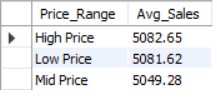 Price_Range Avg_Sales
High Price 5082.65
Low Price 5081.62
Mid Price 5049.28